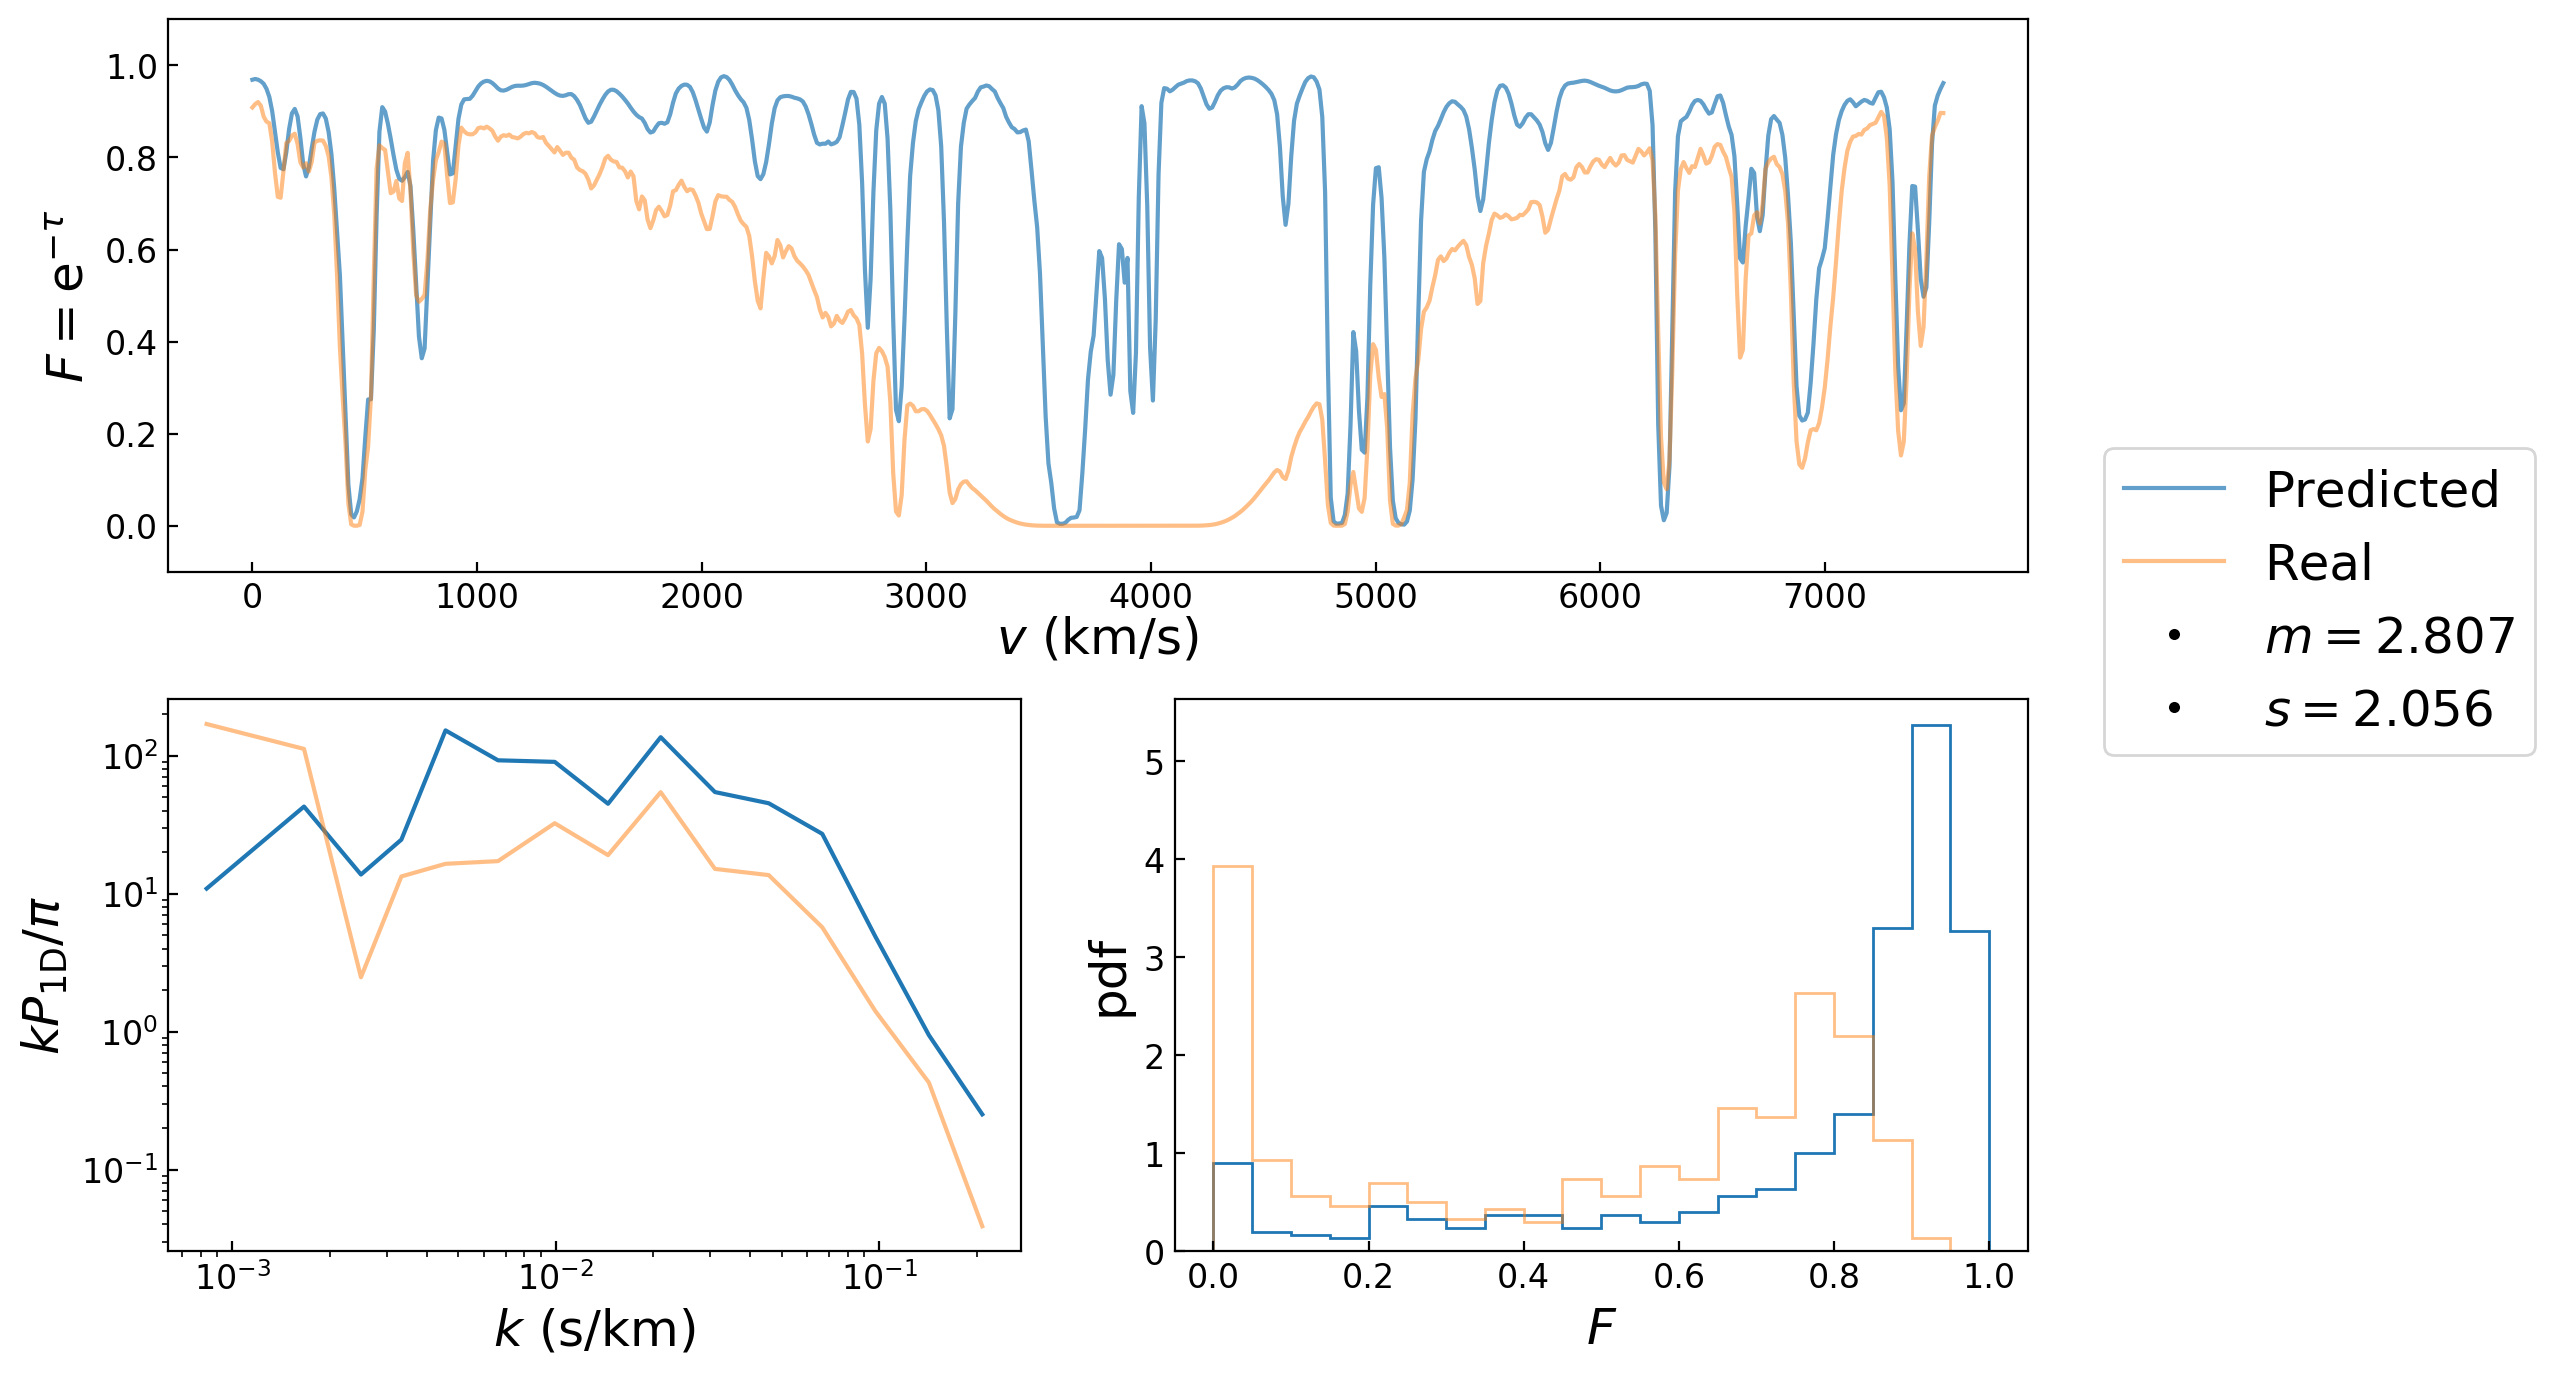 F = e^{−τ}
1.0
0.8
0.6
0.4
0.2
0.0
0 1000 2000 3000 4000 5000 6000 7000
v (km/s)
Predicted
Real
m = 2.807
s = 2.056
kP_{1D}/π
10^2
10^1
10^0
10^{−1}
10^{−3} 10^{−2} 10^{−1}
k (s/km)
pdf
5
4
3
2
1
0
0.0 0.2 0.4 0.6 0.8 1.0
F